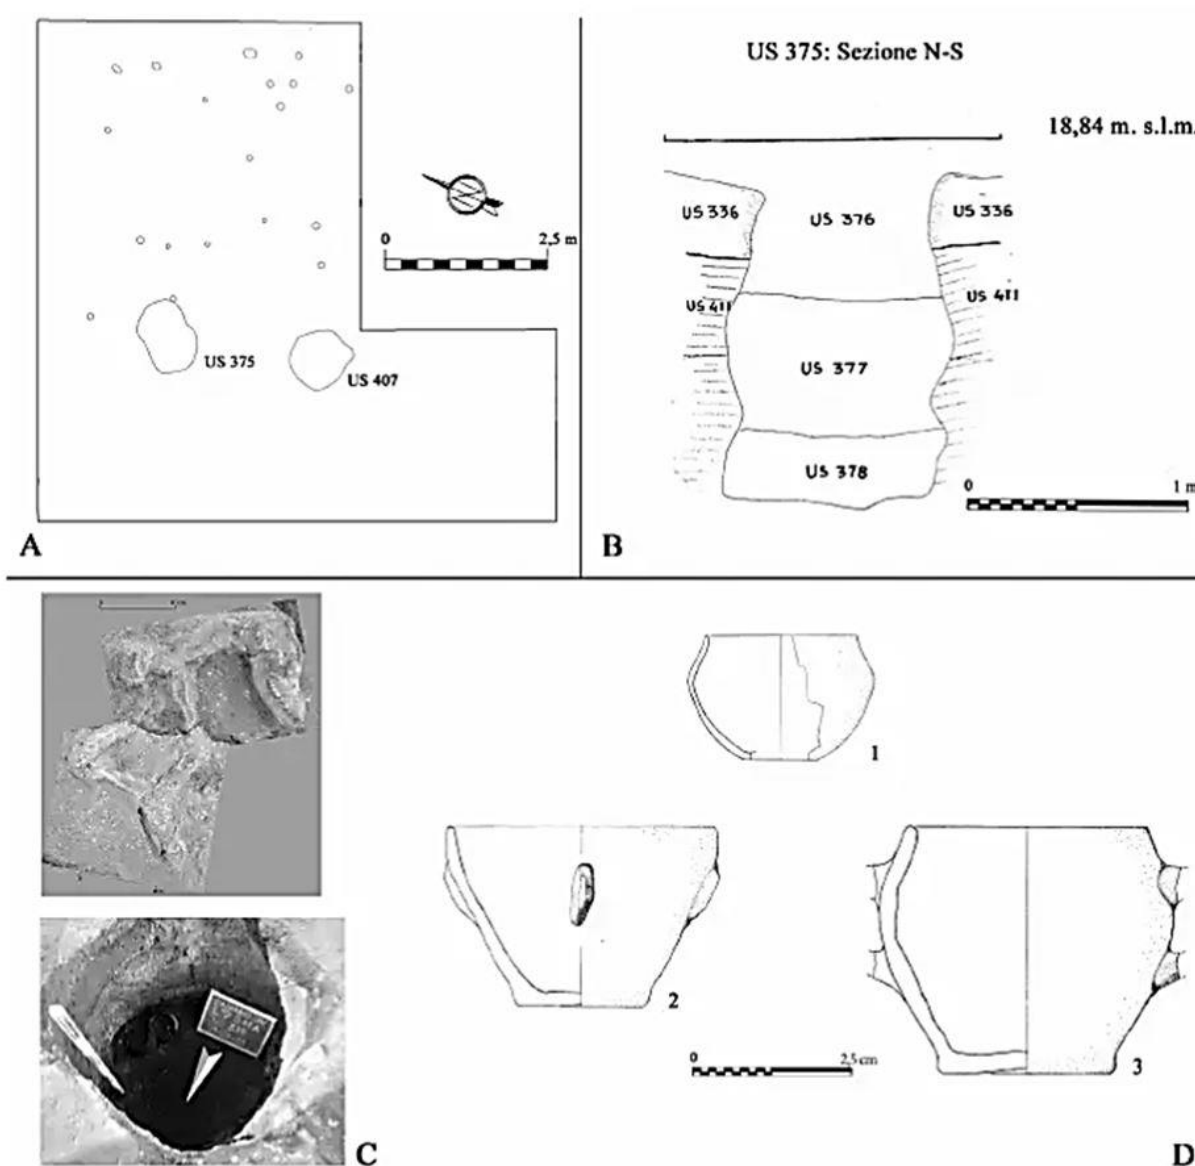 0 2,5 m
US 375
US 407
A
US 375: Sezione N-S
18,84 m. s.l.m.
US 336
US 376
US 336
US 411
US 411
US 377
US 378
0 1 m
B
C
1
2
3
0 2,5 cm
D